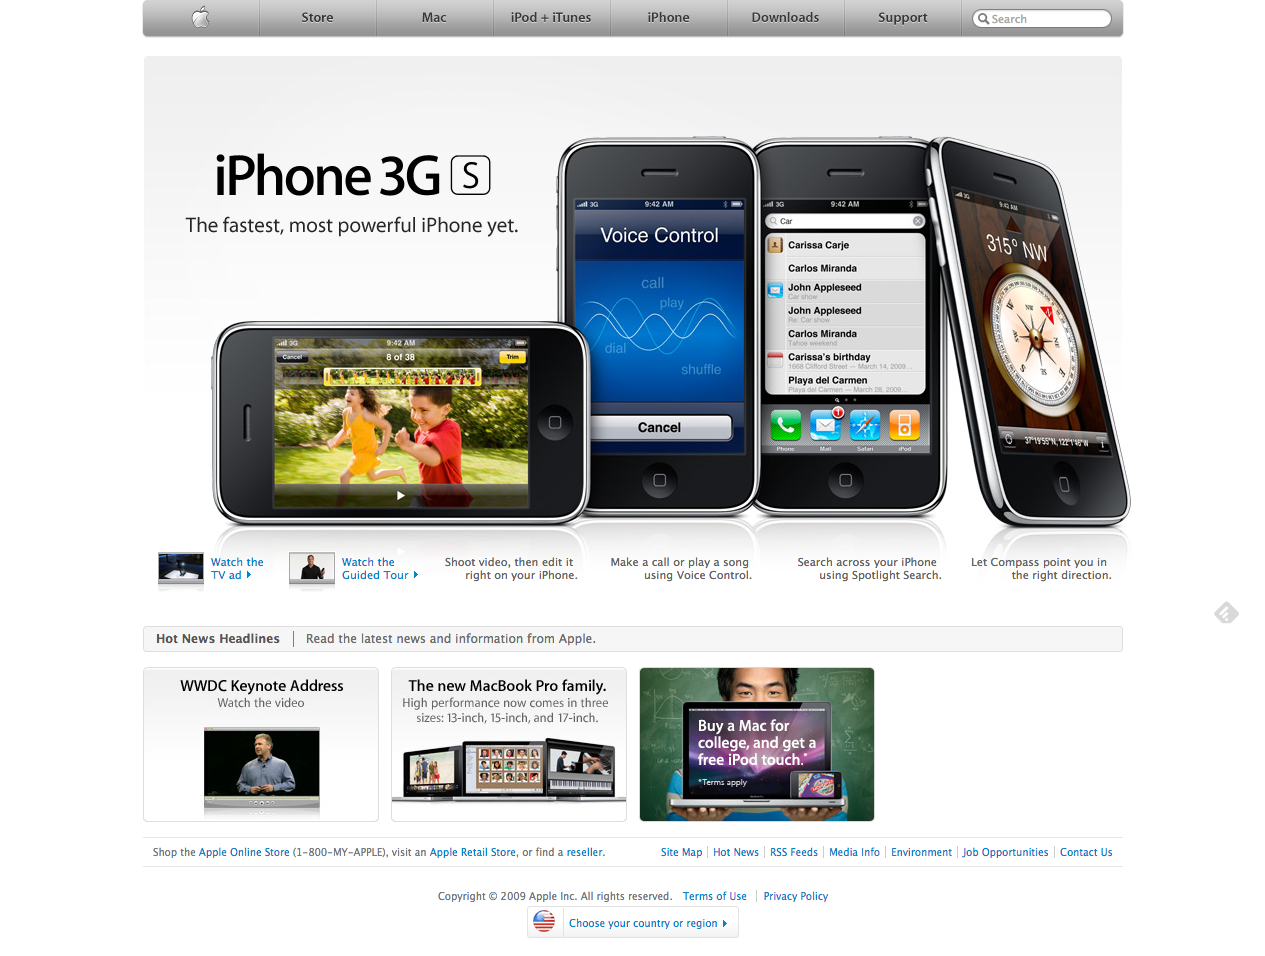 Store
Mac
iPod + iTunes
iPhone
Downloads
Support
Search
iPhone 3G S
The fastest, most powerful iPhone yet.
3G 9:42 AM
Cancel
8 of 38
Trim
3G 9:42 AM
Voice Control
call
play
dial
shuffle
Cancel
3G 9:42 AM
Car
Carissa Carje
Carlos Miranda
John Appleseed
Car show
John Appleseed
Re: Car show
Carlos Miranda
Tahoe weekend
Carissa's birthday
1668 Clifford Street — March 14, 2009...
Playa del Carmen
Playa del Carmen — March 28, 2009...
1
Phone
Mail
Safari
iPod
3G 9:42 AM
315° NW
37°19'55"N, 122°1'46"W
Watch the
TV ad
Watch the
Guided Tour
Shoot video, then edit it
right on your iPhone.
Make a call or play a song
using Voice Control.
Search across your iPhone
using Spotlight Search.
Let Compass point you in
the right direction.
Hot News Headlines
Read the latest news and information from Apple.
WWDC Keynote Address
Watch the video
The new MacBook Pro family.
High performance now comes in three
sizes: 13-inch, 15-inch, and 17-inch.
Buy a Mac for
college, and get a
free iPod touch.*
*Terms apply
Shop the Apple Online Store (1-800-MY-APPLE), visit an Apple Retail Store, or find a reseller.
Site Map
Hot News
RSS Feeds
Media Info
Environment
Job Opportunities
Contact Us
Copyright © 2009 Apple Inc. All rights reserved.
Terms of Use
Privacy Policy
Choose your country or region